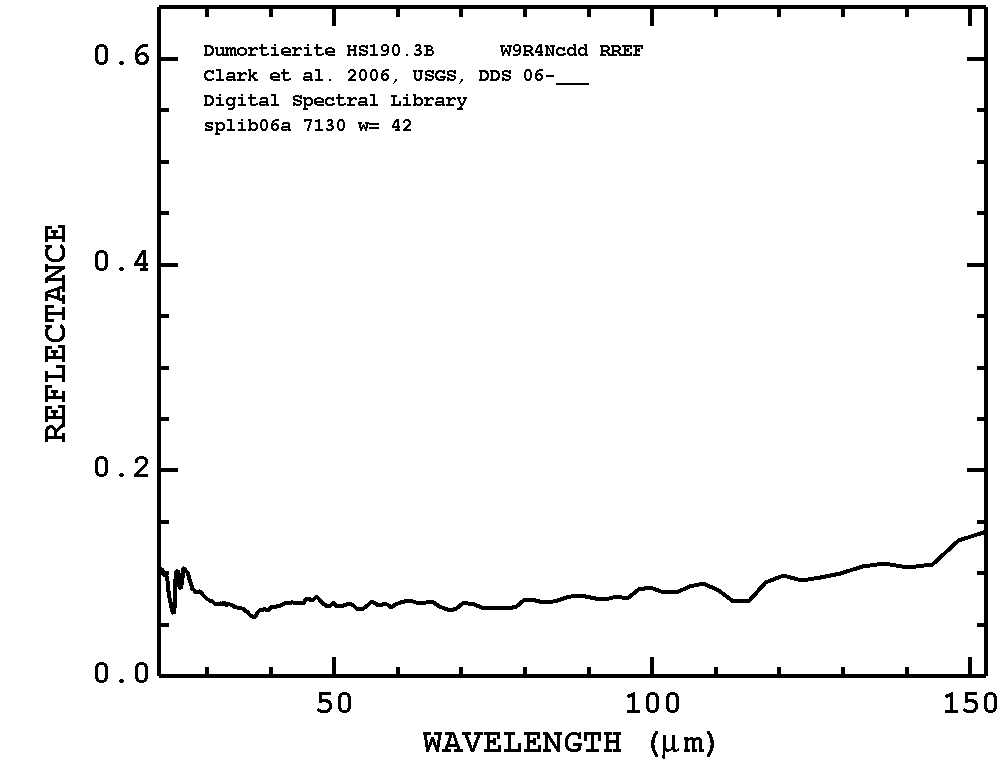 Dumortierite HS190.3B W9R4Ncdd RREF
Clark et al. 2006, USGS, DDS 06-___
Digital Spectral Library
splib06a 7130 w= 42
REFLECTANCE
0.6
0.4
0.2
0.0
50 100 150
WAVELENGTH (μm)